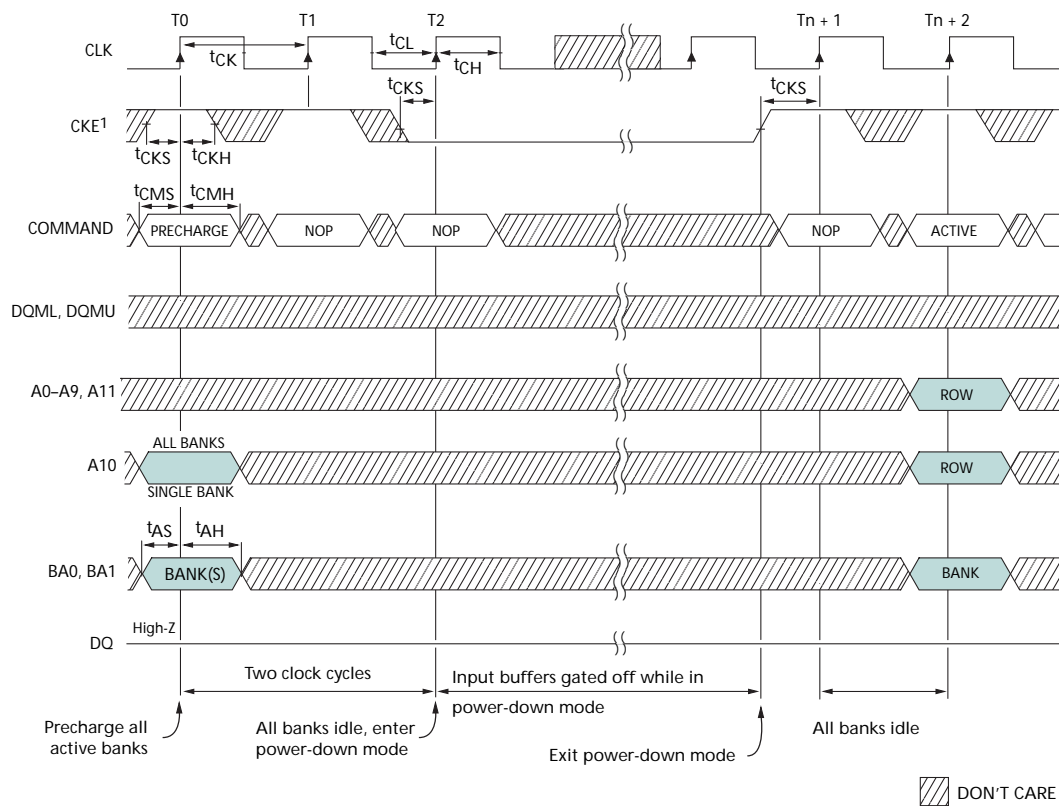 T0 T1 T2 Tn + 1 Tn + 2
CLK
tCK
tCL
tCH
tCKS
tCKS
CKE1
tCKS tCKH
tCMS tCMH
COMMAND
PRECHARGE NOP NOP NOP ACTIVE
DQML, DQMU
A0–A9, A11
ROW
ALL BANKS
A10
ROW
SINGLE BANK
tAS tAH
BA0, BA1
BANK(S) BANK
High-Z
DQ
Two clock cycles
Input buffers gated off while in
power-down mode
Precharge all
active banks
All banks idle, enter
power-down mode
Exit power-down mode
All banks idle
DON'T CARE